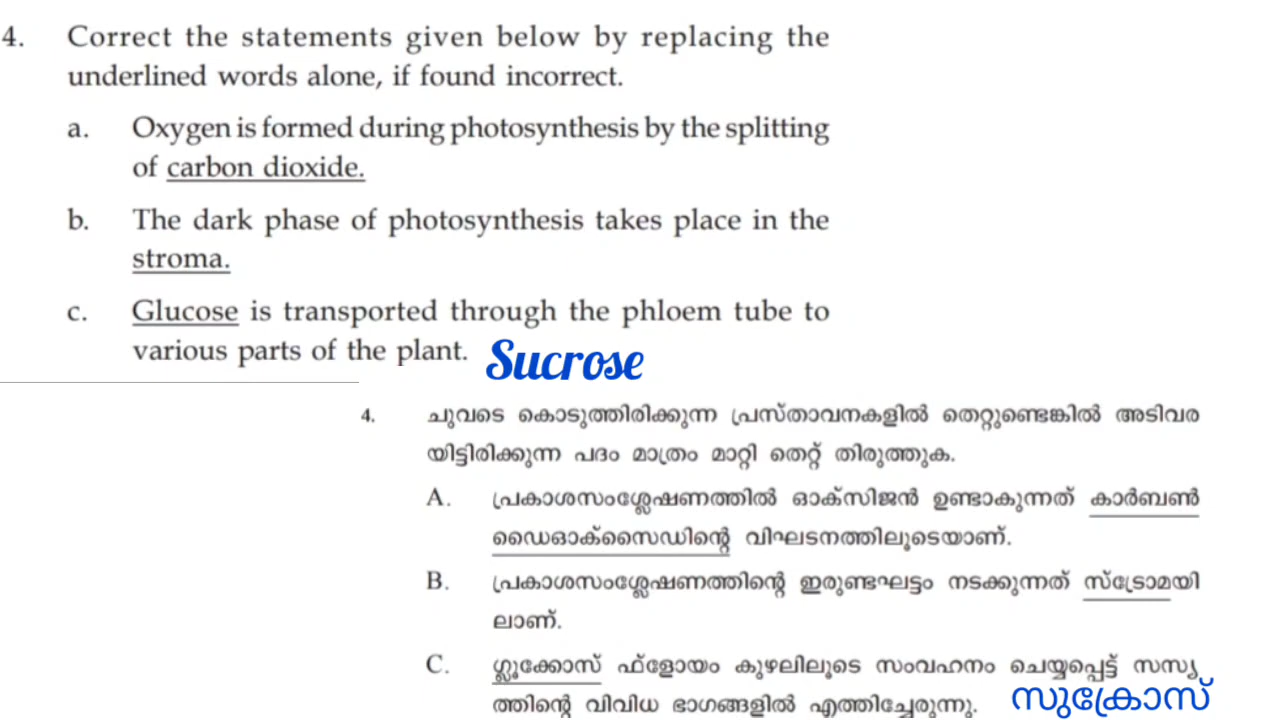 4. Correct the statements given below by replacing the
underlined words alone, if found incorrect.
a. Oxygen is formed during photosynthesis by the splitting
of carbon dioxide.
b. The dark phase of photosynthesis takes place in the
stroma.
c. Glucose is transported through the phloem tube to
various parts of the plant. Sucrose
4. ചുവടെ കൊടുത്തിരിക്കുന്ന പ്രസ്താവനകളിൽ തെറ്റുണ്ടെങ്കിൽ അടിവര
യിട്ടിരിക്കുന്ന പദം മാത്രം മാറ്റി തെറ്റ് തിരുത്തുക.
A. പ്രകാശസംശ്ലേഷണത്തിൽ ഓക്സിജൻ ഉണ്ടാകുന്നത് കാർബൺ
ഡൈഓക്സൈഡിന്റെ വിഘടനത്തിലൂടെയാണ്.
B. പ്രകാശസംശ്ലേഷണത്തിന്റെ ഇരുണ്ടഘട്ടം നടക്കുന്നത് സ്ട്രോമയി
ലാണ്.
C. ഗ്ലൂക്കോസ് ഫ്ളോയം കുഴലിലൂടെ സംവഹനം ചെയ്യപ്പെട്ട് സസ്യ
ത്തിന്റെ വിവിധ ഭാഗങ്ങളിൽ എത്തിച്ചേരുന്നു. സുക്രോസ്